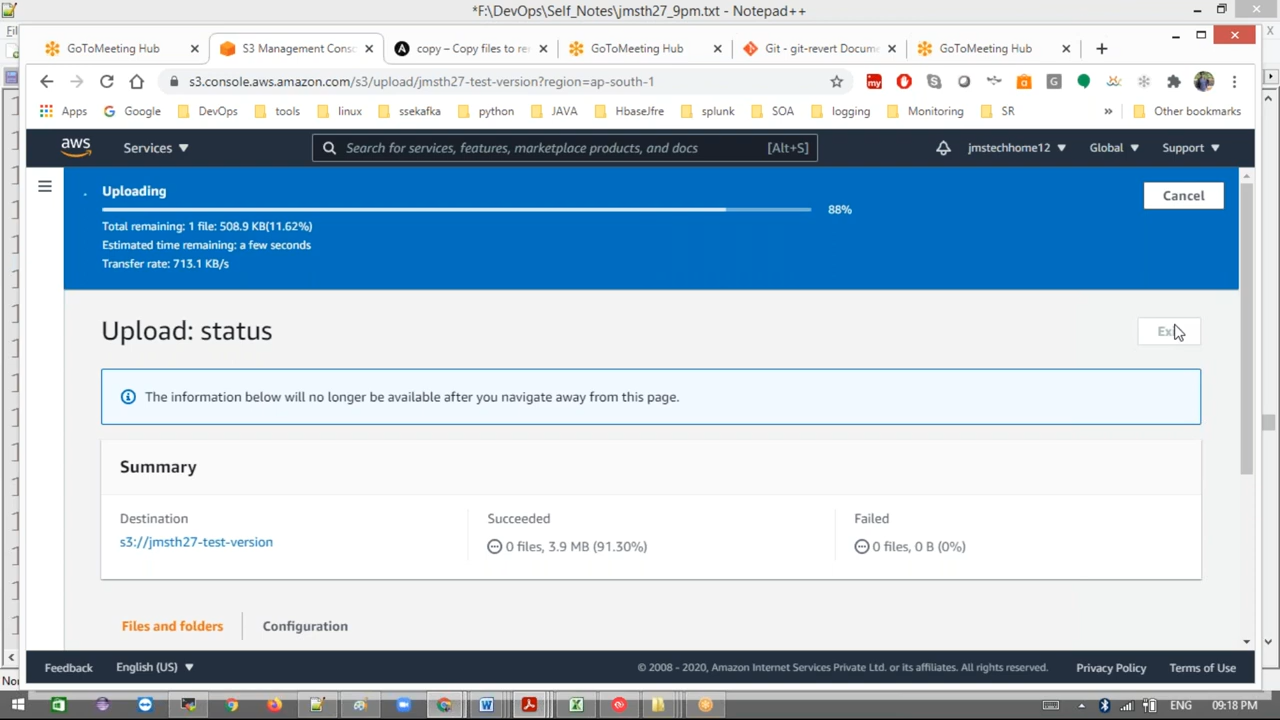 *F:\DevOps\Self_Notes\jmsth27_9pm.txt - Notepad++
GoToMeeting Hub
S3 Management Consc
copy – Copy files to re
GoToMeeting Hub
Git - git-revert Docum
GoToMeeting Hub
s3.console.aws.amazon.com/s3/upload/jmsth27-test-version?region=ap-south-1
Apps
Google
DevOps
tools
linux
ssekafka
python
JAVA
HbaseJfre
splunk
SOA
logging
Monitoring
SR
»
Other bookmarks
aws
Services
Search for services, features, marketplace products, and docs
[Alt+S]
jmstechhome12
Global
Support
Uploading
88%
Cancel
Total remaining: 1 file: 508.9 KB(11.62%)
Estimated time remaining: a few seconds
Transfer rate: 713.1 KB/s
Upload: status
The information below will no longer be available after you navigate away from this page.
Summary
Destination
Succeeded
Failed
s3://jmsth27-test-version
0 files, 3.9 MB (91.30%)
0 files, 0 B (0%)
Files and folders
Configuration
Feedback
English (US)
© 2008 - 2020, Amazon Internet Services Private Ltd. or its affiliates. All rights reserved.
Privacy Policy
Terms of Use
ENG
09:18 PM